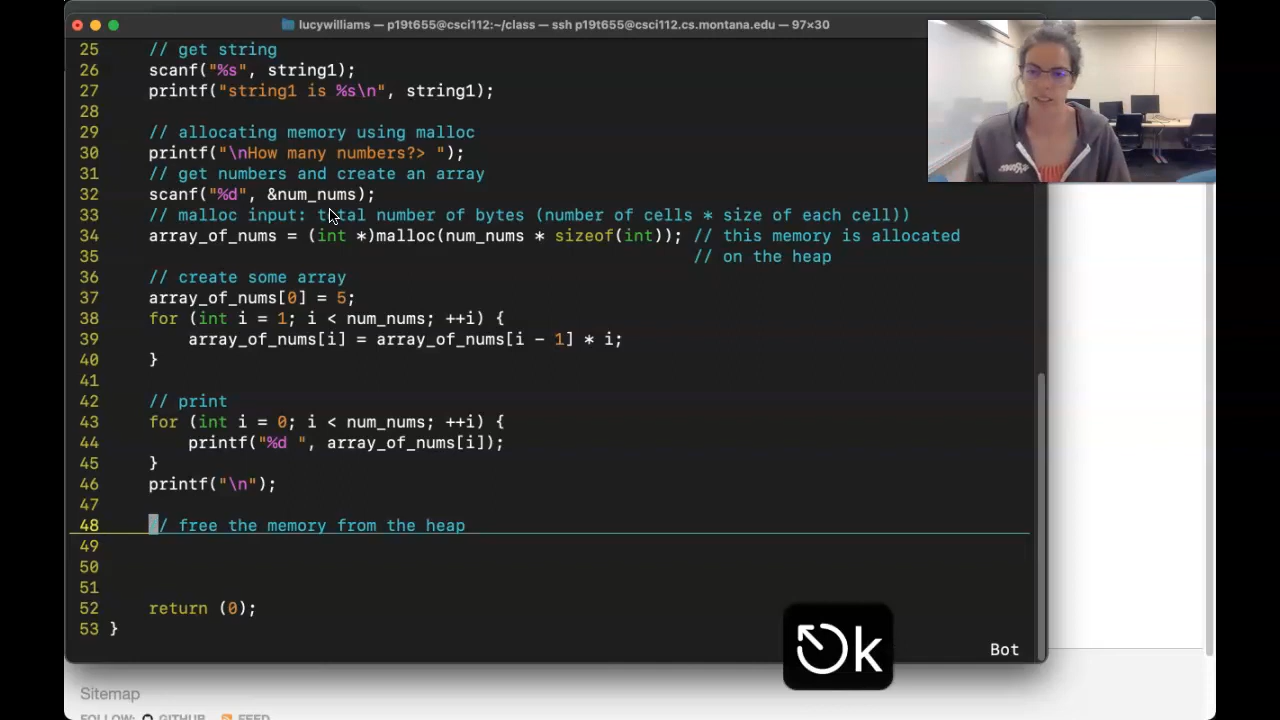 lucywilliams — p19t655@csci112:~/class — ssh p19t655@csci112.cs.montana.edu — 97×30
25 // get string
26 scanf("%s", string1);
27 printf("string1 is %s\n", string1);
28
29 // allocating memory using malloc
30 printf("\nHow many numbers?> ");
31 // get numbers and create an array
32 scanf("%d", &num_nums);
33 // malloc input: total number of bytes (number of cells * size of each cell))
34 array_of_nums = (int *)malloc(num_nums * sizeof(int)); // this memory is allocated
35 // on the heap
36 // create some array
37 array_of_nums[0] = 5;
38 for (int i = 1; i < num_nums; ++i) {
39 array_of_nums[i] = array_of_nums[i - 1] * i;
40 }
41
42 // print
43 for (int i = 0; i < num_nums; ++i) {
44 printf("%d ", array_of_nums[i]);
45 }
46 printf("\n");
47
48 // free the memory from the heap
49
50
51
52 return (0);
53 }
k
Bot
Sitemap
FOLLOW: GITHUB FEED